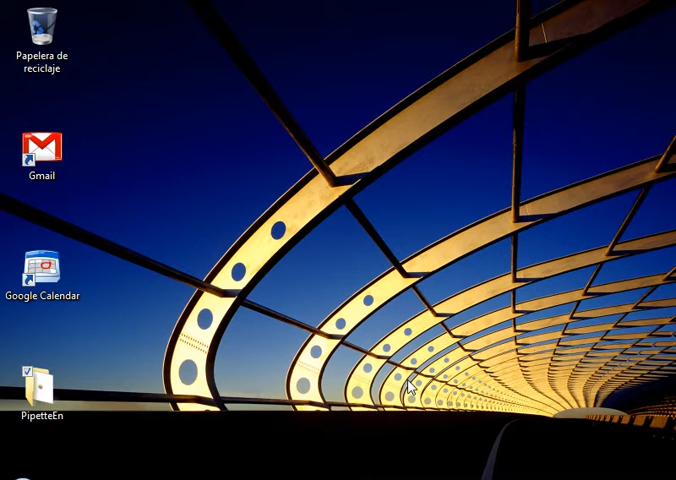 Papelera de
reciclaje
Gmail
Google Calendar
PipetteEn